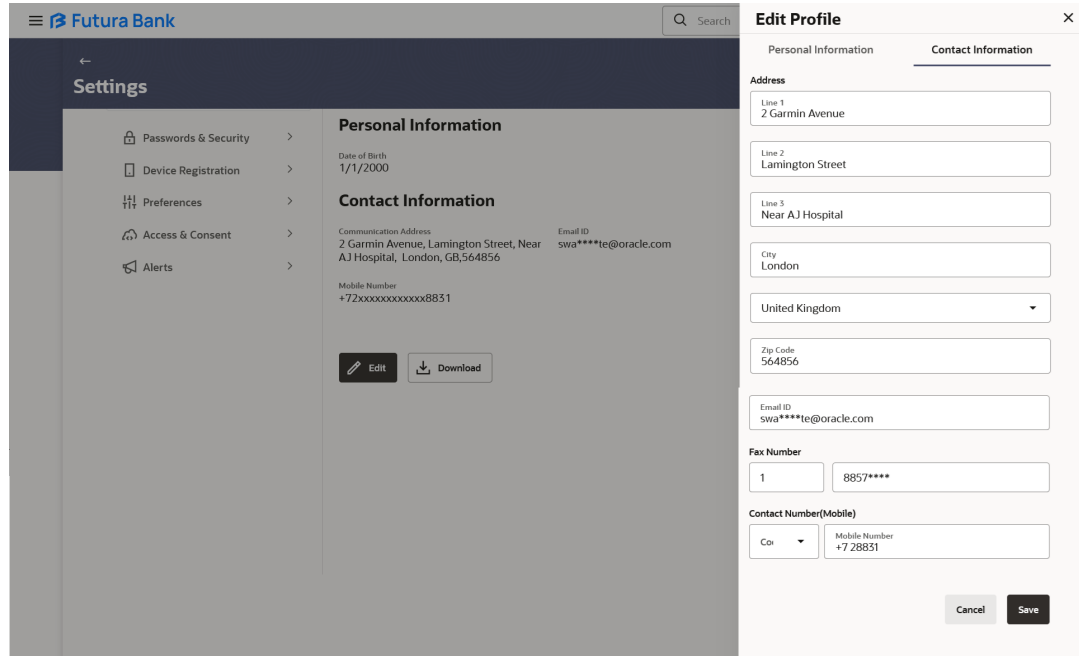 Futura Bank
Search
←
Settings
Passwords & Security
Device Registration
Preferences
Access & Consent
Alerts
Personal Information
Date of Birth
1/1/2000
Contact Information
Communication Address
2 Garmin Avenue, Lamington Street, Near
AJ Hospital, London, GB,564856
Email ID
swa****te@oracle.com
Mobile Number
+72xxxxxxxxxxxx8831
Edit
Download
Edit Profile
Personal Information
Contact Information
Address
Line 1
2 Garmin Avenue
Line 2
Lamington Street
Line 3
Near AJ Hospital
City
London
United Kingdom
Zip Code
564856
Email ID
swa****te@oracle.com
Fax Number
1
8857****
Contact Number(Mobile)
Mobile Number
+7 28831
Cancel
Save